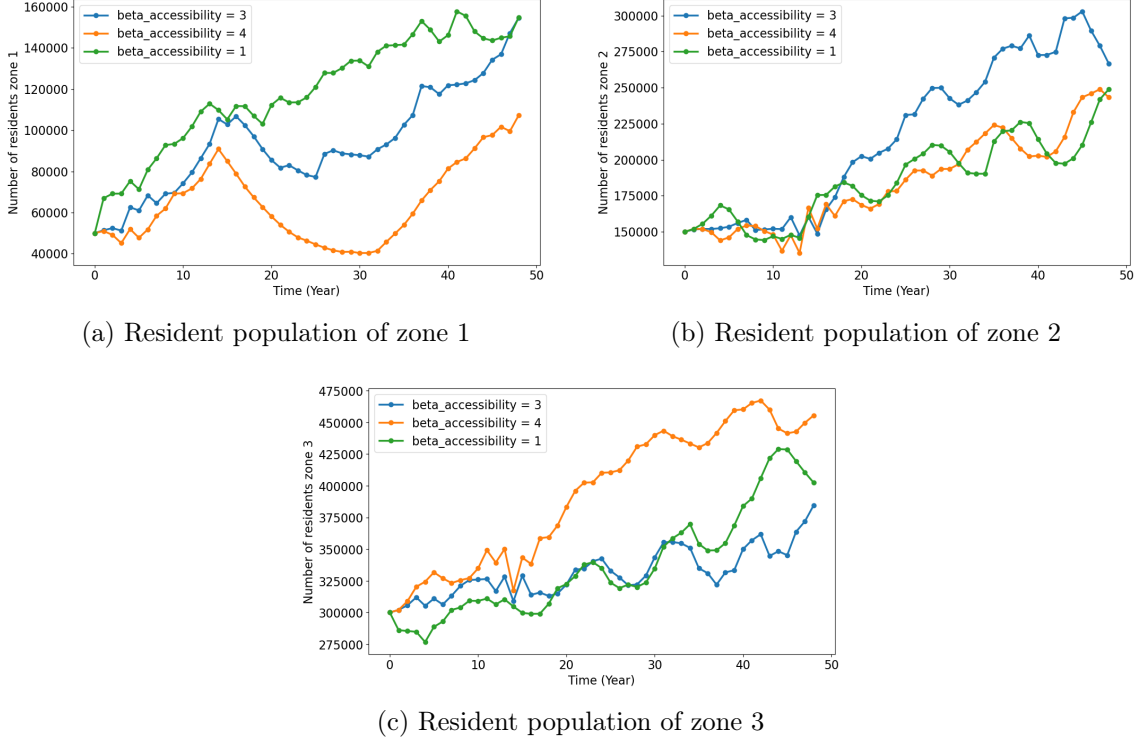 160000
140000
120000
100000
80000
60000
40000
Number of residents zone 1
beta_accessibility = 3
beta_accessibility = 4
beta_accessibility = 1
0 10 20 30 40 50
Time (Year)
(a) Resident population of zone 1
300000
275000
250000
225000
200000
175000
150000
Number of residents zone 2
beta_accessibility = 3
beta_accessibility = 4
beta_accessibility = 1
0 10 20 30 40 50
Time (Year)
(b) Resident population of zone 2
475000
450000
425000
400000
375000
350000
325000
300000
275000
Number of residents zone 3
beta_accessibility = 3
beta_accessibility = 4
beta_accessibility = 1
0 10 20 30 40 50
Time (Year)
(c) Resident population of zone 3